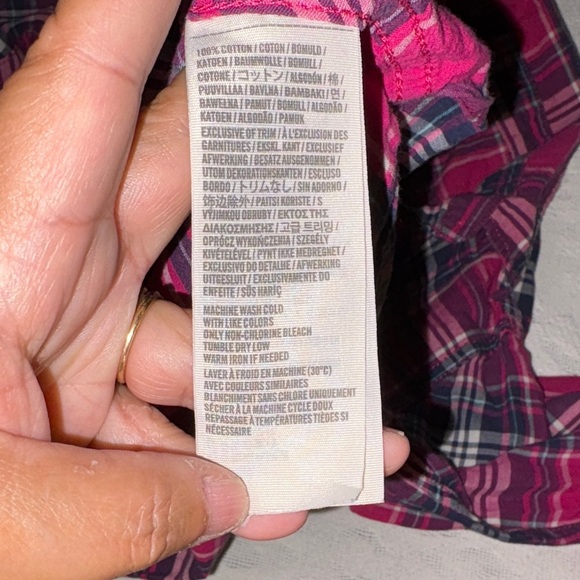 100% COTTON / COTON / BOMULD /
KATOEN / BAUMWOLLE / BOMULL /
COTONE / コットン / ALGODÓN / 棉 /
PUUVILLAA / BAVLNA / BAMBAKI / 면 /
BAWEŁNA / PAMUT / BOMULL / ALGODÃO /
KATOEN / ALGODÃO / PAMUK
EXCLUSIVE OF TRIM / À L'EXCLUSION DES
GARNITURES / EKSKL. KANT / EXCLUSIEF
AFWERKING / BESATZ AUSGENOMMEN /
UTOM DEKORATIONSKANTEN / ESCLUSO
BORDO / トリムなし / SIN ADORNO /
饰边除外 / PAITSI KORISTE / S
VÝJIMKOU OBRUBY / ΕΚΤΟΣ ΤΗΣ
ΔΙΑΚΟΣΜΗΣΗΣ / 고급 트리밍 /
OPRÓCZ WYKOŃCZENIA / SZEGÉLY
KIVÉTELÉVEL / PYNT IKKE MEDREGNET /
EXCLUSIVO DO DETALHE / AFWERKING
UITGESLUIT / EXCLUSIVAMENTE DO
ENFEITE / SÜS HARİÇ
MACHINE WASH COLD
WITH LIKE COLORS
ONLY NON-CHLORINE BLEACH
TUMBLE DRY LOW
WARM IRON IF NEEDED
LAVER À FROID EN MACHINE (30°C)
AVEC COULEURS SIMILAIRES
BLANCHIMENT SANS CHLORE UNIQUEMENT
SÉCHER À LA MACHINE CYCLE DOUX
REPASSAGE À TEMPÉRATURES TIÈDES SI
NÉCESSAIRE